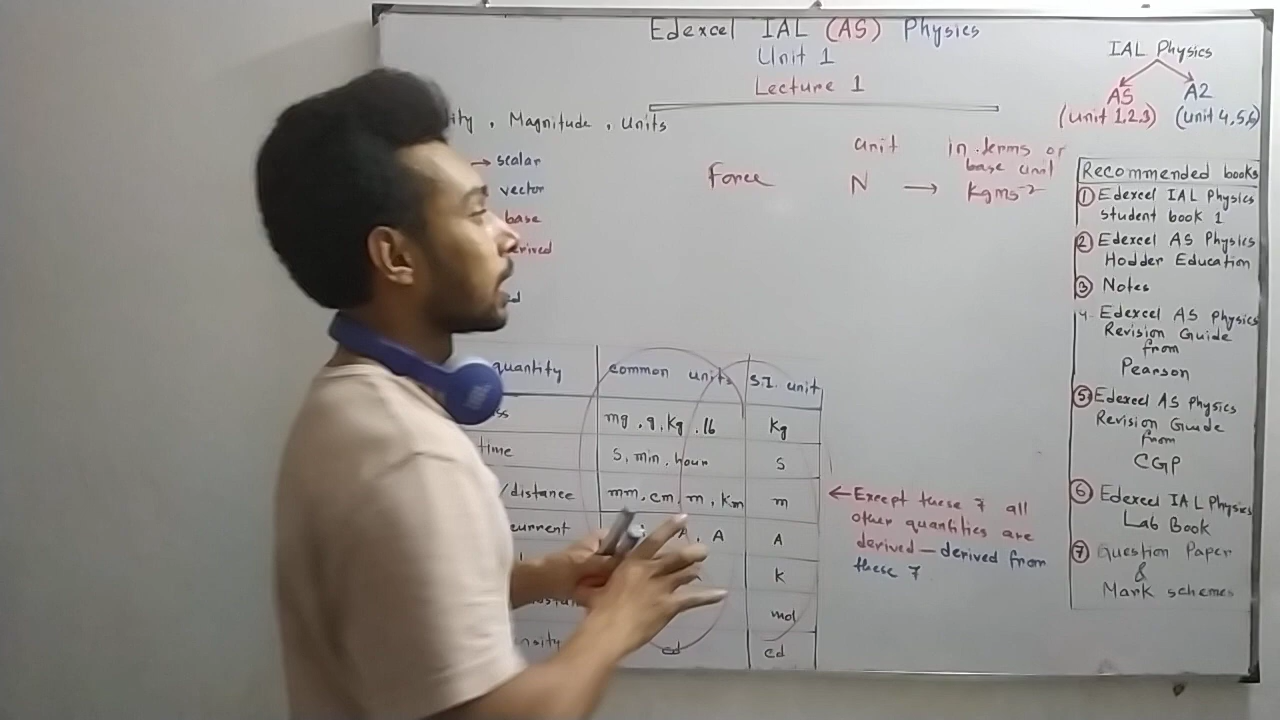 Edexcel IAL (AS) Physics
Unit 1
Lecture 1
ity, Magnitude, Units
→ scalar
vector
base
erived
unit
in terms of
base unit
Force N → Kgms⁻²
quantity common units S.I. unit
ss mg, g, Kg, lb Kg
time S, min, hour S
/distance mm, cm, m, Km m
current A, A A
K
mol
nsity cd cd
← Except these 7 all
other quantities are
derived — derived from
these 7
IAL Physics
AS A2
(Unit 1,2,3) (Unit 4,5,6)
Recommended books
① Edexcel IAL Physics
student book 1
② Edexcel AS Physics
Hodder Education
③ Notes
4. Edexcel AS Physics
Revision Guide
from
Pearson
⑤ Edexcel AS Physics
Revision Guide
from
CGP
⑥ Edexcel IAL Physics
Lab Book
⑦ Question Paper
&
Mark schemes